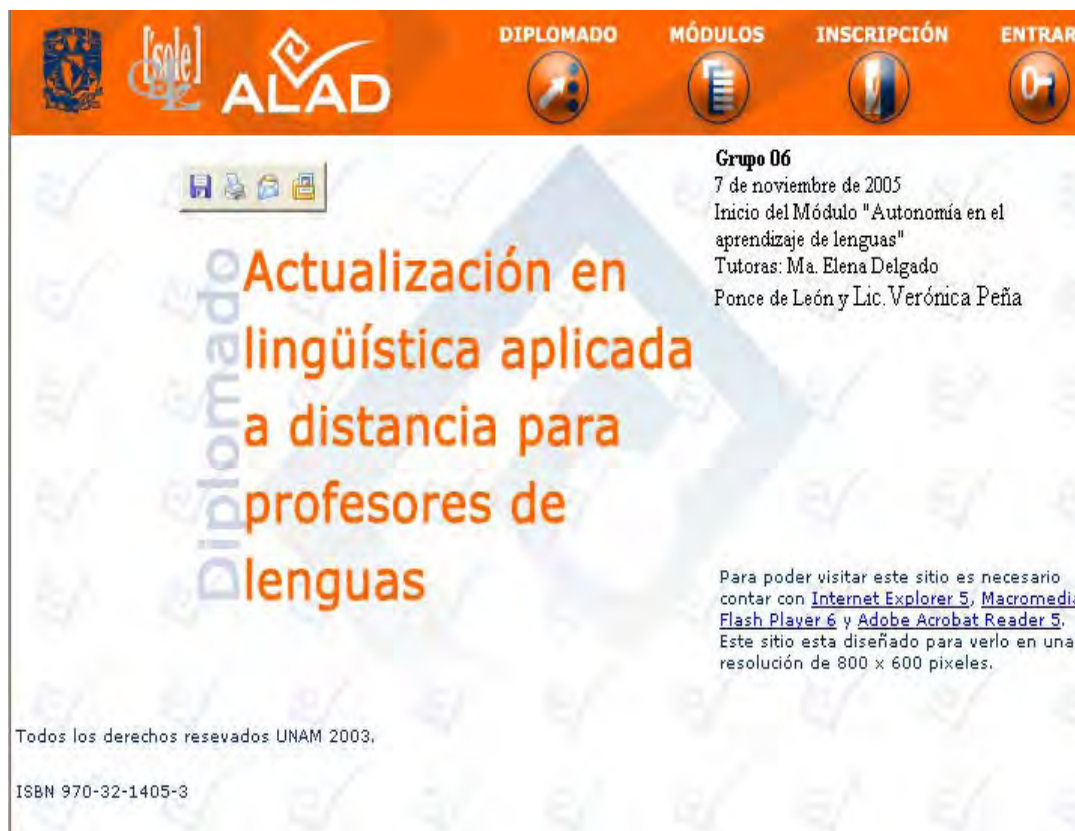 DIPLOMADO MÓDULOS INSCRIPCIÓN ENTRAR
ALAD
Grupo 06
7 de noviembre de 2005
Inicio del Módulo "Autonomía en el
aprendizaje de lenguas"
Tutoras: Ma. Elena Delgado
Ponce de León y Lic. Verónica Peña
Diplomado
Actualización en
lingüística aplicada
a distancia para
profesores de
lenguas
Para poder visitar este sitio es necesario
contar con Internet Explorer 5, Macromedia
Flash Player 6 y Adobe Acrobat Reader 5.
Este sitio esta diseñado para verlo en una
resolución de 800 x 600 pixeles.
Todos los derechos resevados UNAM 2003.
ISBN 970-32-1405-3